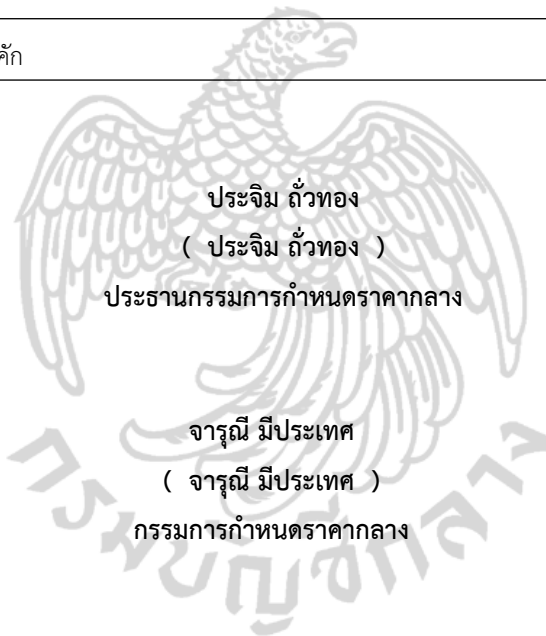 คัก
ประจิม ถั่วทอง
( ประจิม ถั่วทอง )
ประธานกรรมการกำหนดราคากลาง
จารุณี มีประเทศ
( จารุณี มีประเทศ )
กรรมการกำหนดราคากลาง
กรมบัญชีกลาง